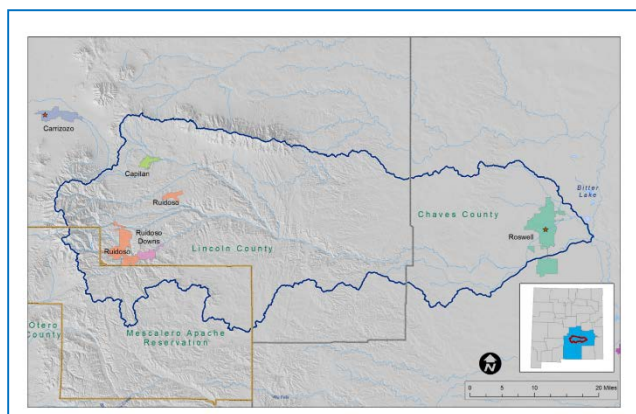 Carrizozo
Capitan
Ruidoso
Bitter
Lake
Chaves County
Roswell
Ruidoso
Downs
Ruidoso
Lincoln County
Otero
County
Mescalero Apache
Reservation
N
0 10 20 Miles